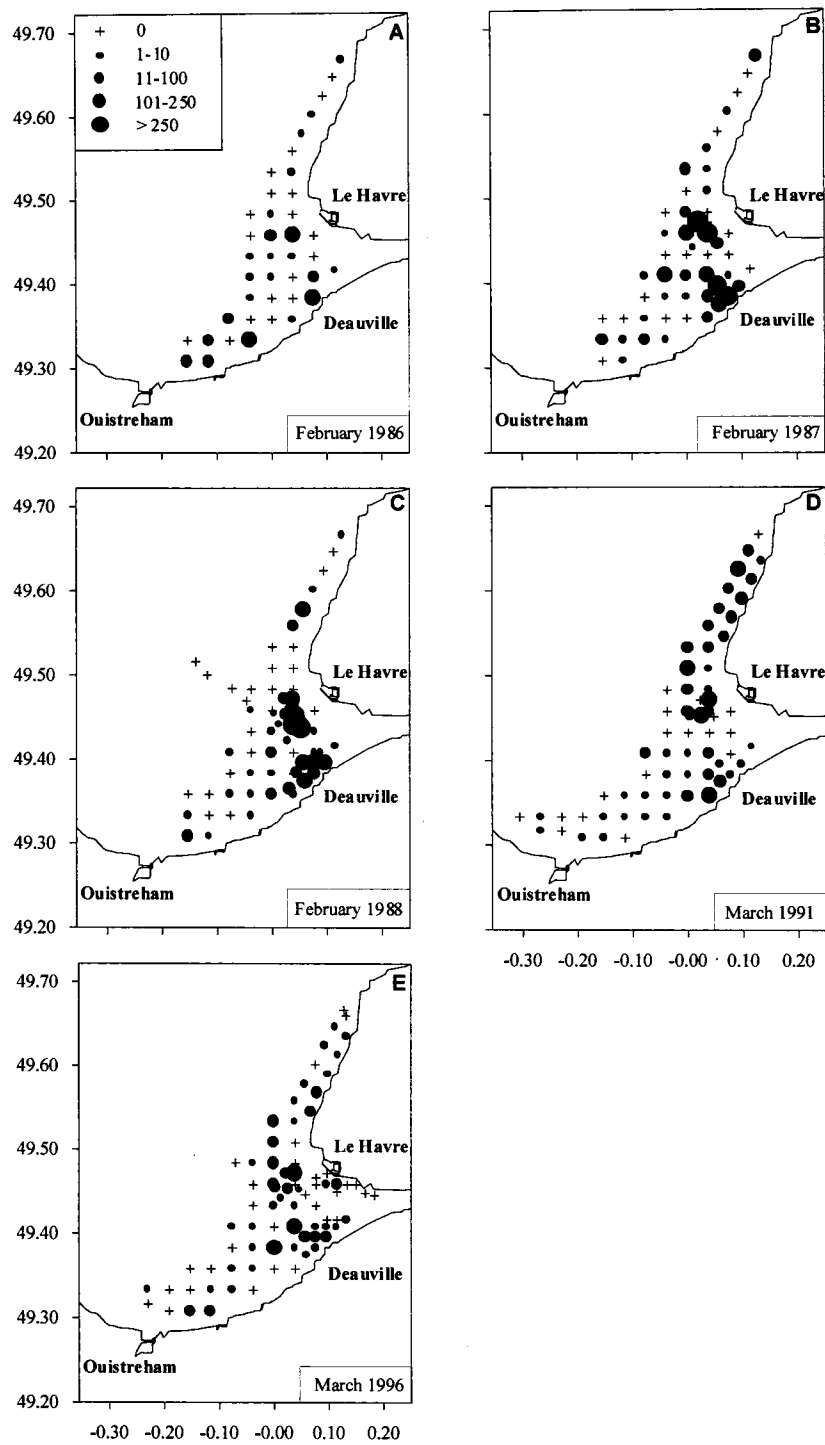 A
+ 0
1-10
11-100
101-250
>250
49.70
49.60
49.50
49.40
49.30
49.20
Le Havre
Deauville
Ouistreham
February 1986
B
Le Havre
Deauville
Ouistreham
February 1987
C
49.70
49.60
49.50
49.40
49.30
49.20
Le Havre
Deauville
Ouistreham
February 1988
D
Le Havre
Deauville
Ouistreham
March 1991
-0.30 -0.20 -0.10 -0.00 0.10 0.20
E
49.70
49.60
49.50
49.40
49.30
49.20
Le Havre
Deauville
Ouistreham
March 1996
-0.30 -0.20 -0.10 -0.00 0.10 0.20